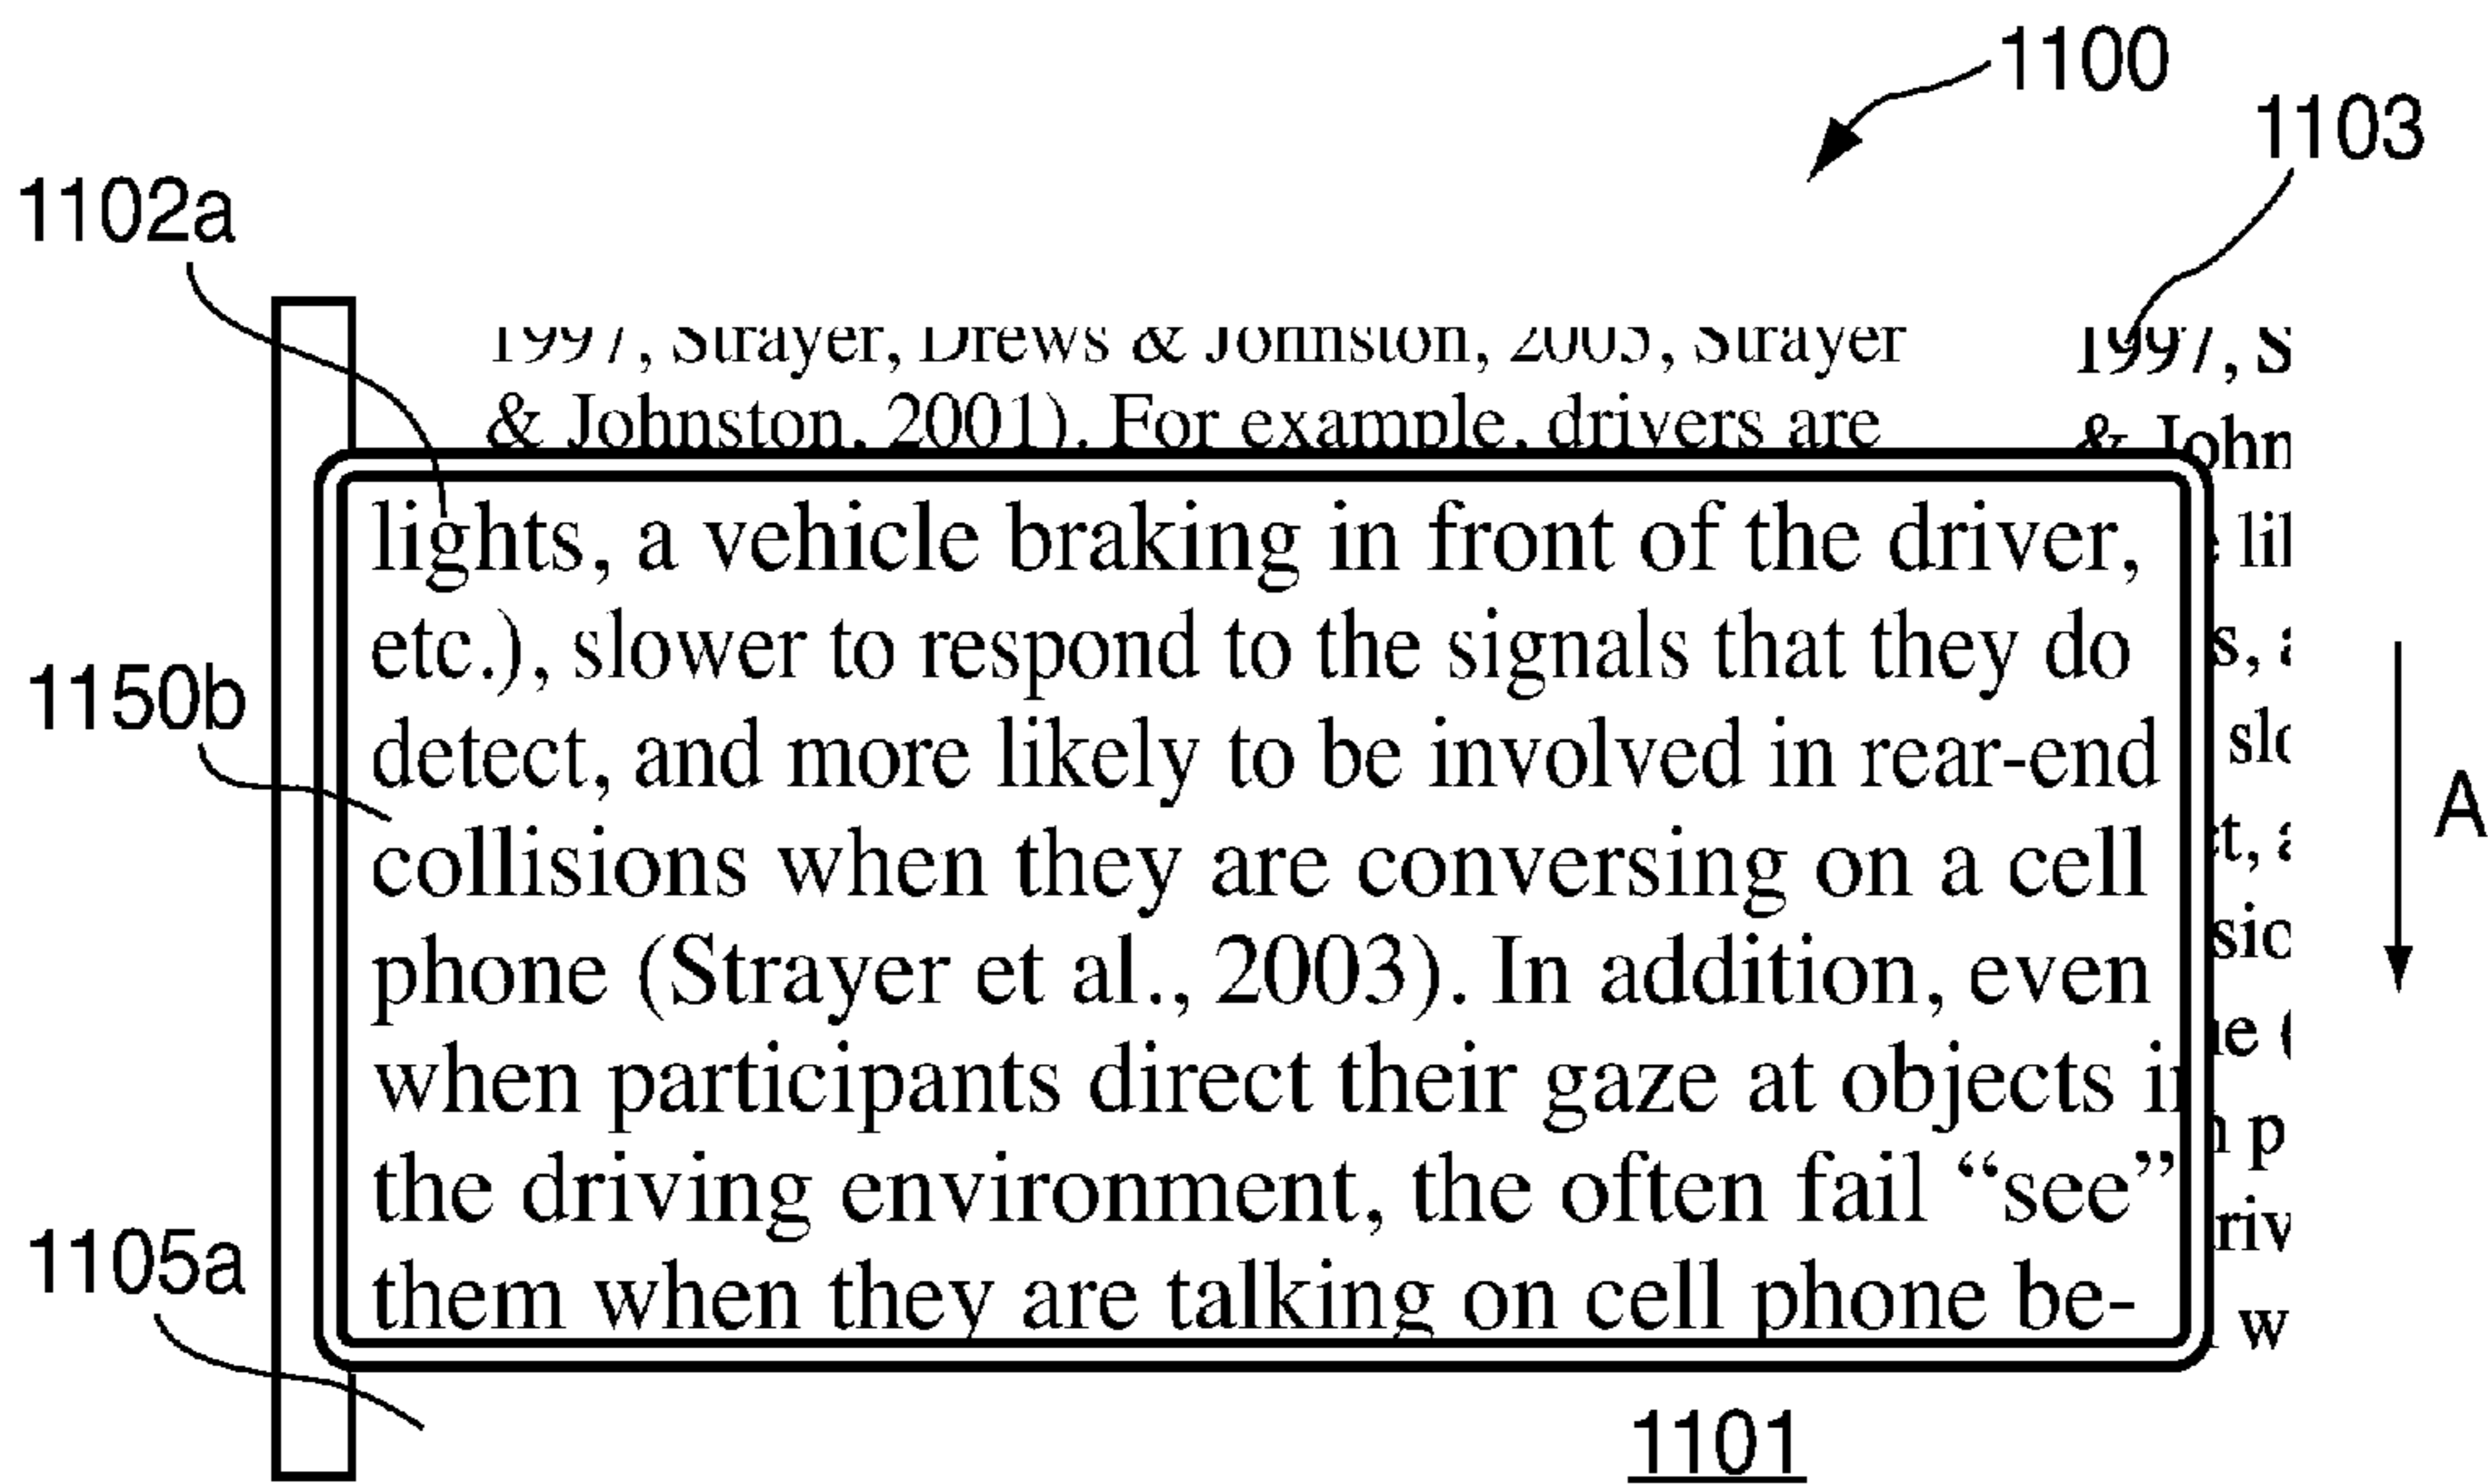 1100
1103
1102a
1997, Strayer, Drews & Johnston, 2005, Strayer
1997, S
& Johnston, 2001). For example, drivers are
& John
lights, a vehicle braking in front of the driver,
etc.), slower to respond to the signals that they do
s, a
1150b
detect, and more likely to be involved in rear-end
A
collisions when they are conversing on a cell
t, a
phone (Strayer et al., 2003). In addition, even
sio
when participants direct their gaze at objects in
e (
n p
the driving environment, the often fail “see”
riv
1105a
them when they are talking on cell phone be-
w
1101